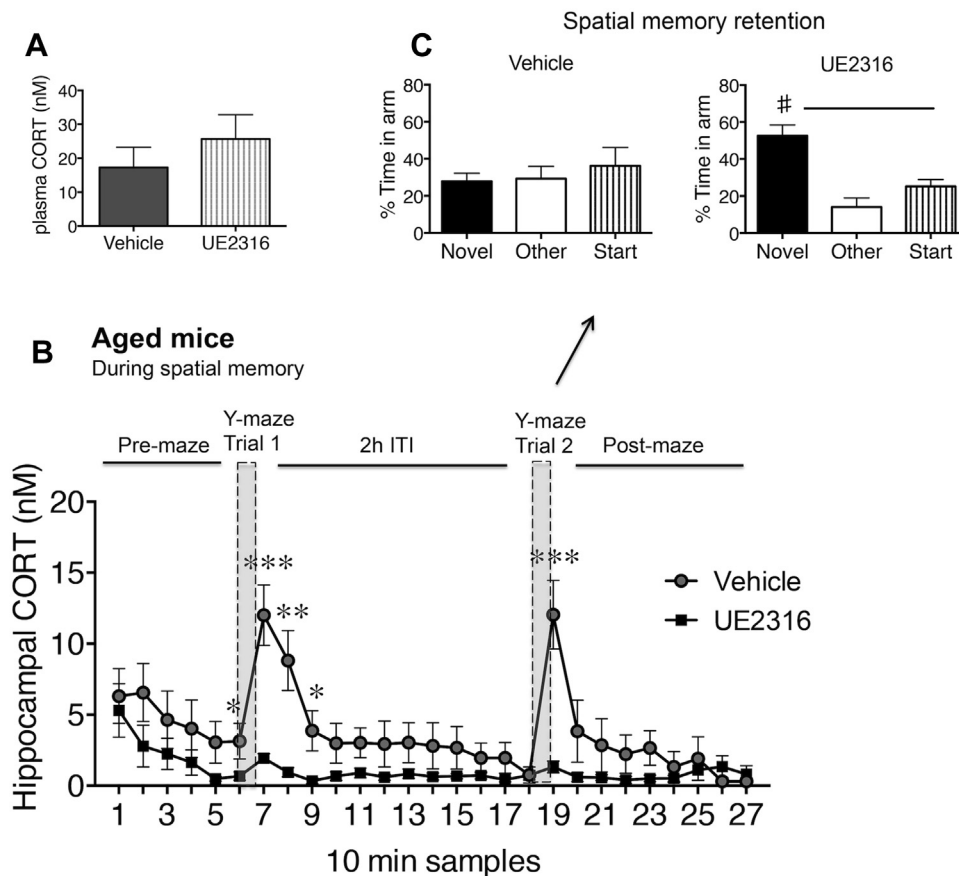 Spatial memory retention
A
plasma CORT (nM)
40
30
20
10
0
Vehicle
UE2316
C
Vehicle
% Time in arm
80
60
40
20
0
Novel
Other
Start
UE2316
#
% Time in arm
80
60
40
20
0
Novel
Other
Start
B
Aged mice
During spatial memory
Pre-maze
Y-maze
Trial 1
2h ITI
Y-maze
Trial 2
Post-maze
Hippocampal CORT (nM)
20
15
10
5
0
*
***
**
*
***
Vehicle
UE2316
1 3 5 7 9 11 13 15 17 19 21 23 25 27
10 min samples